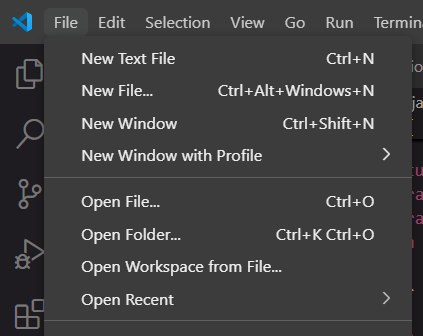 File Edit Selection View Go Run Termina
New Text File Ctrl+N
New File... Ctrl+Alt+Windows+N
New Window Ctrl+Shift+N
New Window with Profile
Open File... Ctrl+O
Open Folder... Ctrl+K Ctrl+O
Open Workspace from File...
Open Recent